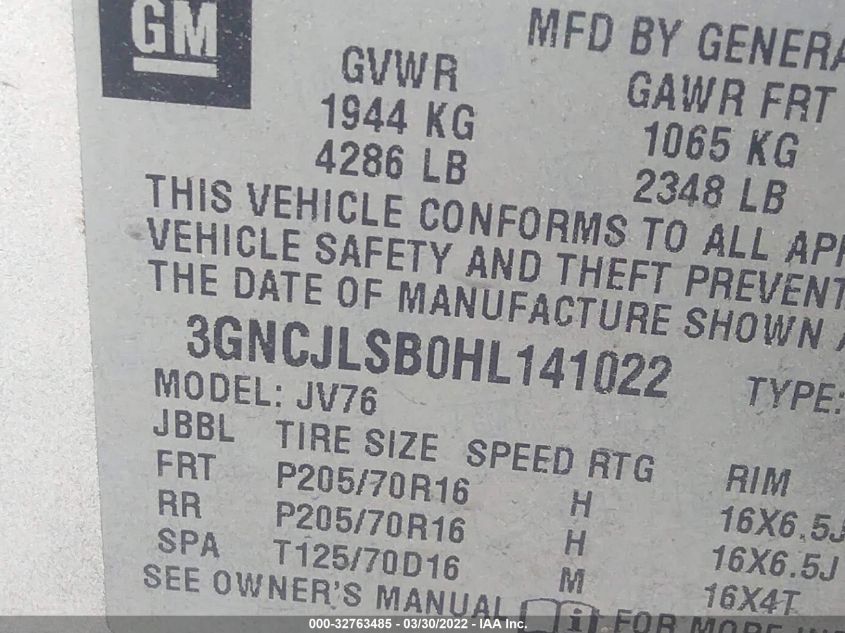 GM
MFD BY GENERA
GVWR GAWR FRT
1944 KG 1065 KG
4286 LB 2348 LB
THIS VEHICLE CONFORMS TO ALL APP
VEHICLE SAFETY AND THEFT PREVENT
THE DATE OF MANUFACTURE SHOWN A
3GNCJLSB0HL141022 TYPE:
MODEL: JV76
JBBL TIRE SIZE SPEED RTG RIM
FRT P205/70R16 H 16X6.5J
RR P205/70R16 H 16X6.5J
SPA T125/70D16 M 16X4T
SEE OWNER'S MANUAL FOR MORE
000-32763485 - 03/30/2022 - IAA Inc.